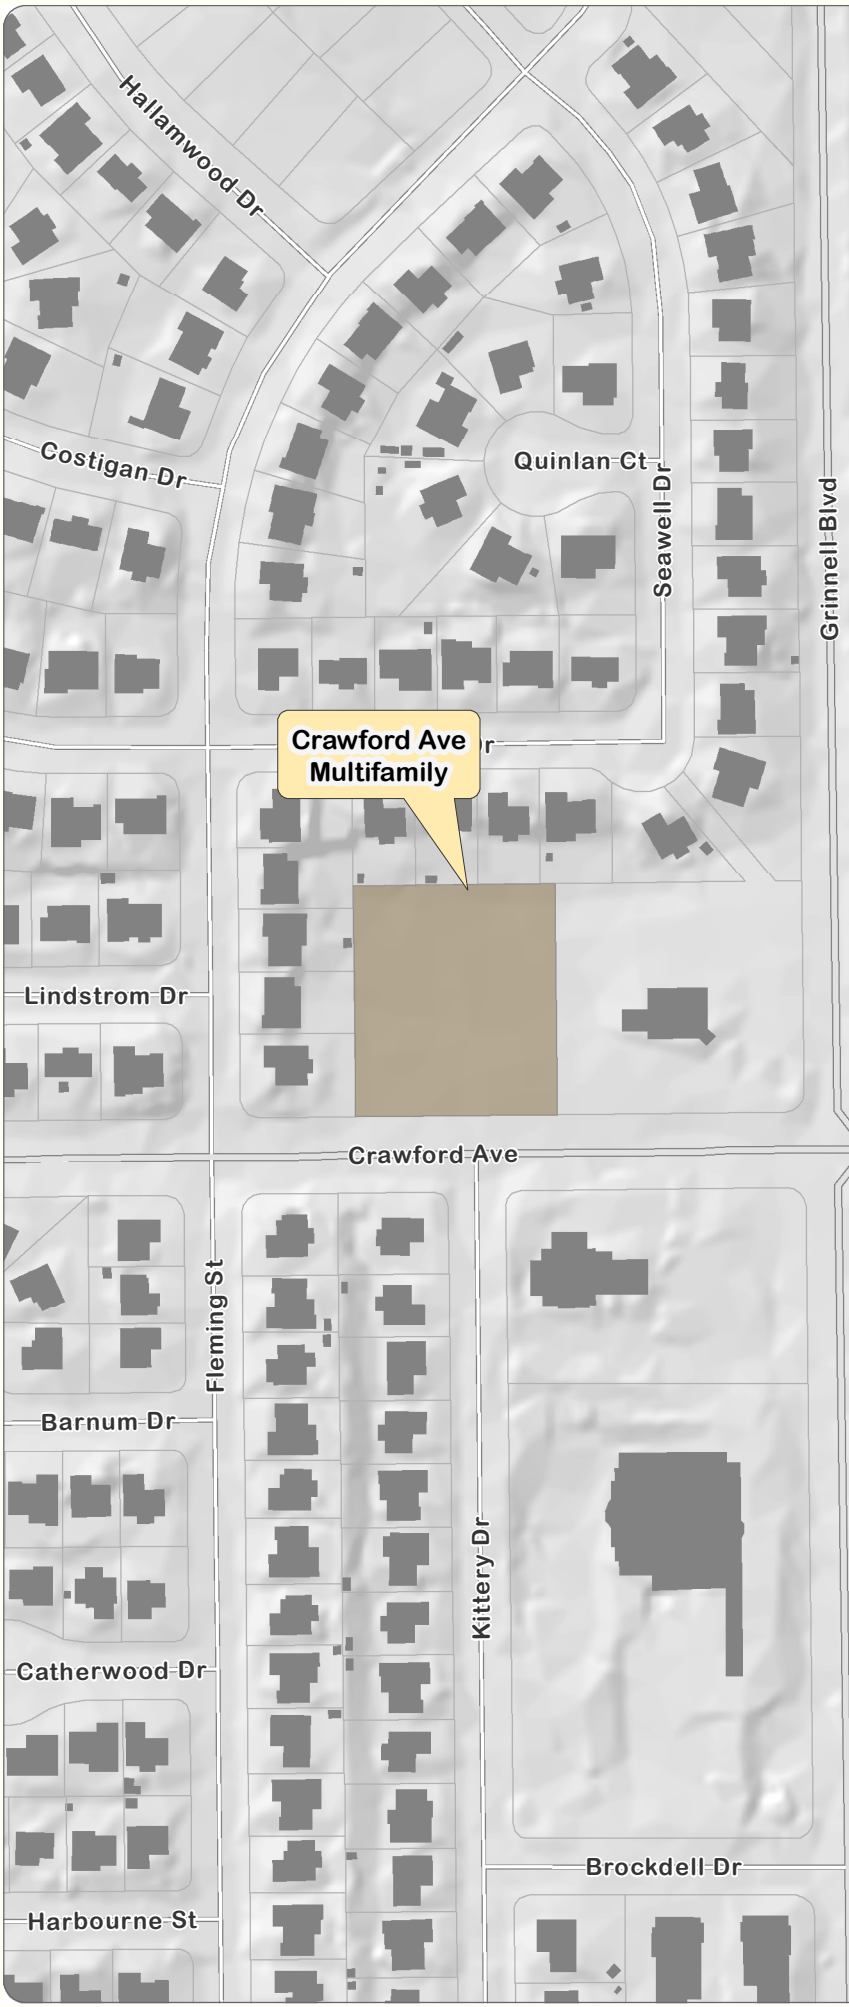 Hallamwood Dr
Costigan Dr
Quinlan Ct
Seawell Dr
Grinnell Blvd
Crawford Ave
Multifamily
Dr
Lindstrom Dr
Crawford Ave
Fleming St
Barnum Dr
Kittery Dr
Catherwood Dr
Brockdell Dr
Harbourne St